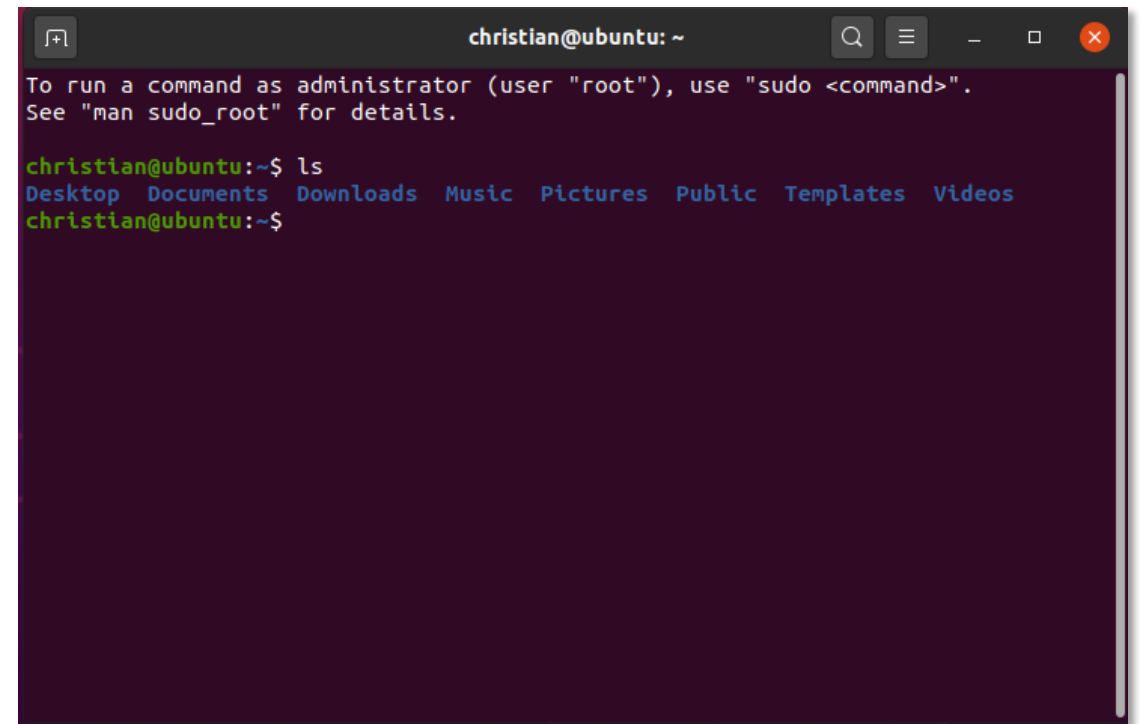 christian@ubuntu: ~
To run a command as administrator (user "root"), use "sudo <command>".
See "man sudo_root" for details.
christian@ubuntu:~$ ls
Desktop  Documents  Downloads  Music  Pictures  Public  Templates  Videos
christian@ubuntu:~$